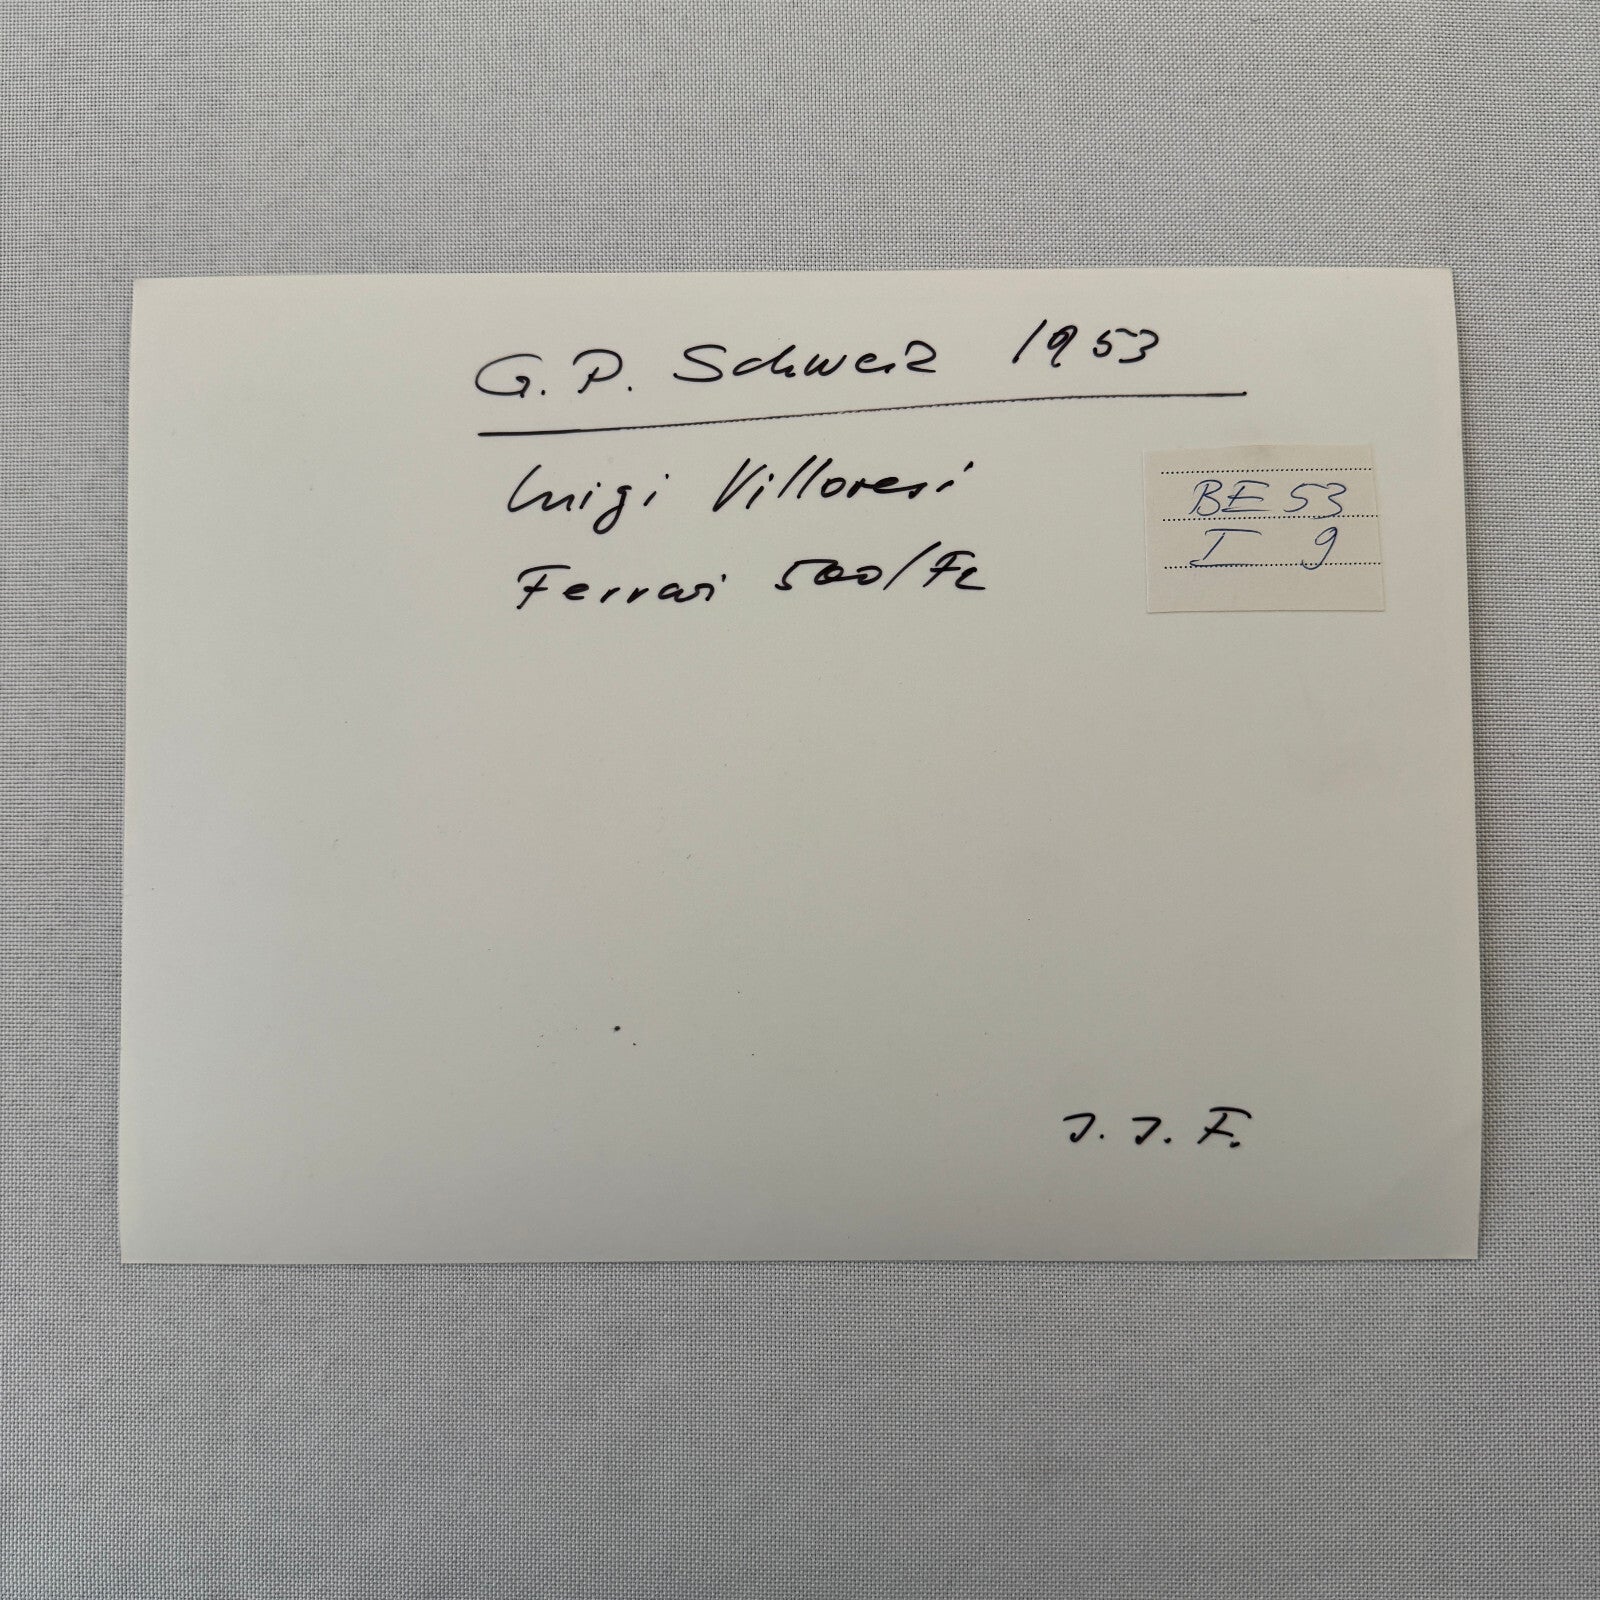 G. P. Schweiz 1953
Luigi Villoresi
Ferrari 500/F2
BE 53
I 9
J. J. F.